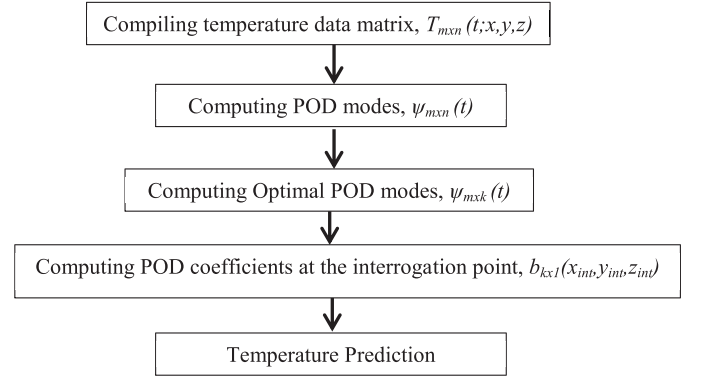 Compiling temperature data matrix, Tmxn (t;x,y,z)
Computing POD modes, ψmxn (t)
Computing Optimal POD modes, ψmxk (t)
Computing POD coefficients at the interrogation point, bkx1(xint,yint,zint)
Temperature Prediction